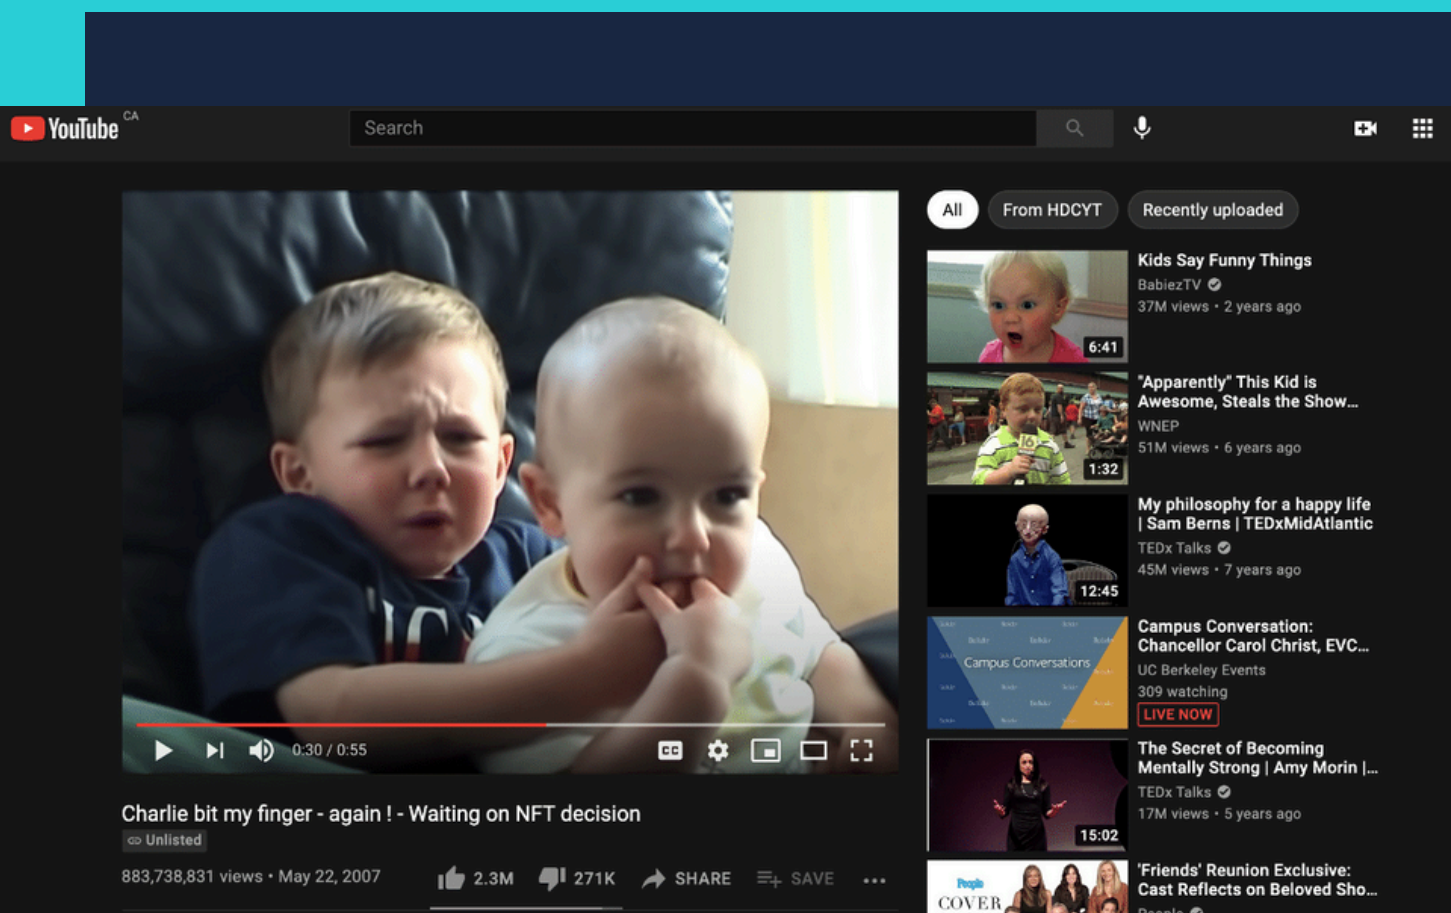 YouTube CA
Search
All
From HDCYT
Recently uploaded
0:30 / 0:55
CC
Charlie bit my finger - again ! - Waiting on NFT decision
Unlisted
883,738,831 views • May 22, 2007
2.3M
271K
SHARE
SAVE
6:41
Kids Say Funny Things
BabiezTV
37M views • 2 years ago
16
1:32
"Apparently" This Kid is
Awesome, Steals the Show...
WNEP
51M views • 6 years ago
12:45
My philosophy for a happy life
| Sam Berns | TEDxMidAtlantic
TEDx Talks
45M views • 7 years ago
Campus Conversations
Campus Conversation:
Chancellor Carol Christ, EVC...
UC Berkeley Events
309 watching
LIVE NOW
15:02
The Secret of Becoming
Mentally Strong | Amy Morin |...
TEDx Talks
17M views • 5 years ago
People
COVER
'Friends' Reunion Exclusive:
Cast Reflects on Beloved Sho...
People